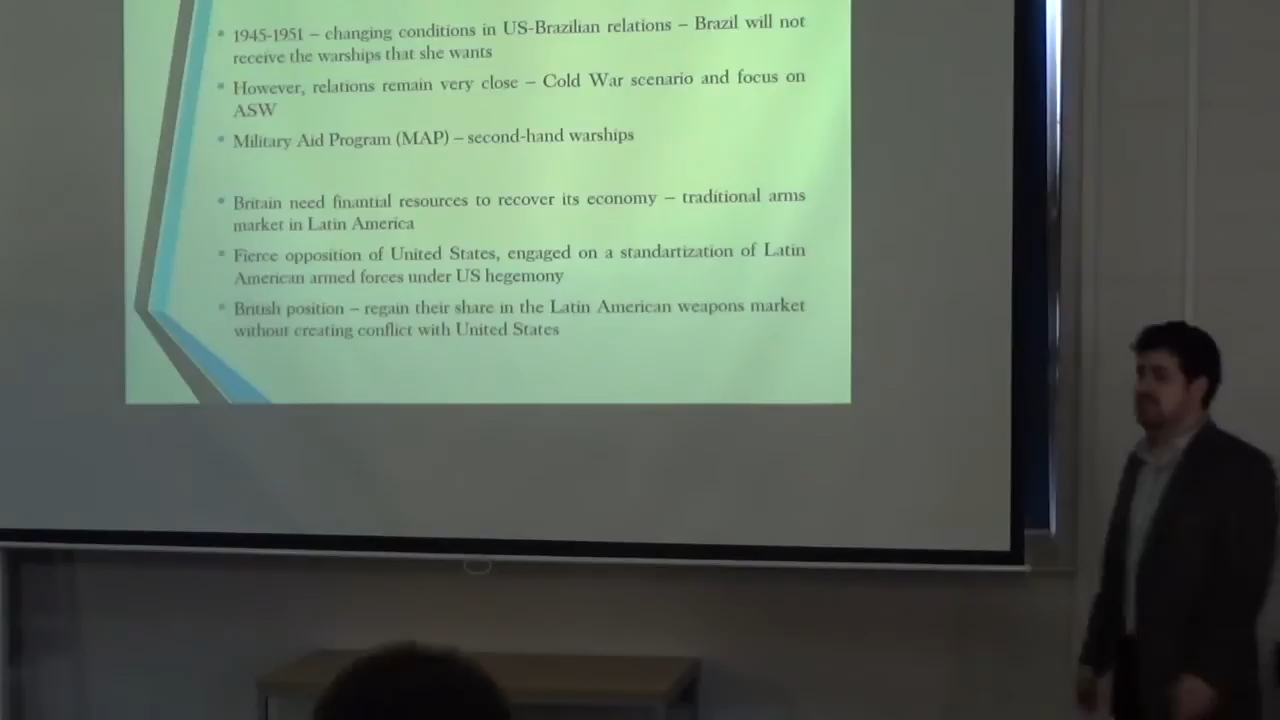 1945-1951 – changing conditions in US-Brazilian relations – Brazil will not
receive the warships that she wants
However, relations remain very close – Cold War scenario and focus on
ASW
Military Aid Program (MAP) – second-hand warships
Britain need finantial resources to recover its economy – traditional arms
market in Latin America
Fierce opposition of United States, engaged on a standartization of Latin
American armed forces under US hegemony
British position – regain their share in the Latin American weapons market
without creating conflict with United States